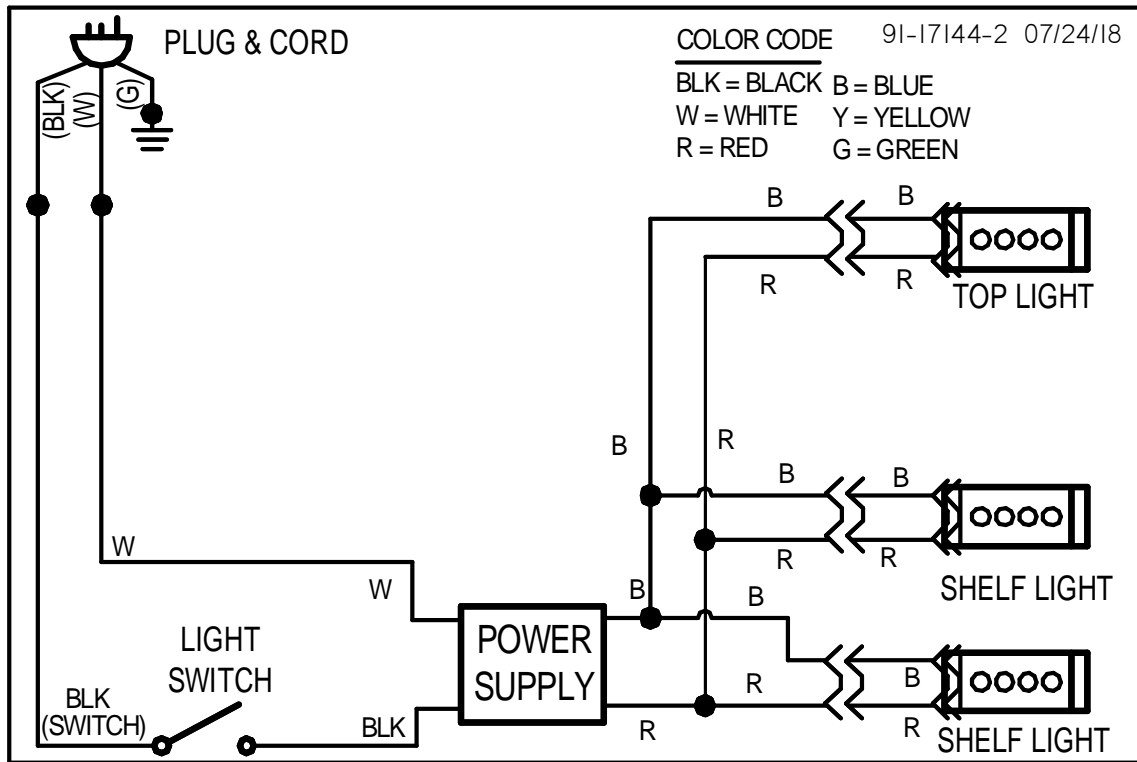 PLUG & CORD
COLOR CODE
91-17144-2 07/24/18
BLK = BLACK
B = BLUE
W = WHITE
Y = YELLOW
R = RED
G = GREEN
(BLK)
(W)
(G)
B
B
R
R
TOP LIGHT
B
R
B
B
R
R
SHELF LIGHT
W
W
B
B
POWER
SUPPLY
LIGHT
SWITCH
R
B
BLK
(SWITCH)
BLK
R
R
SHELF LIGHT